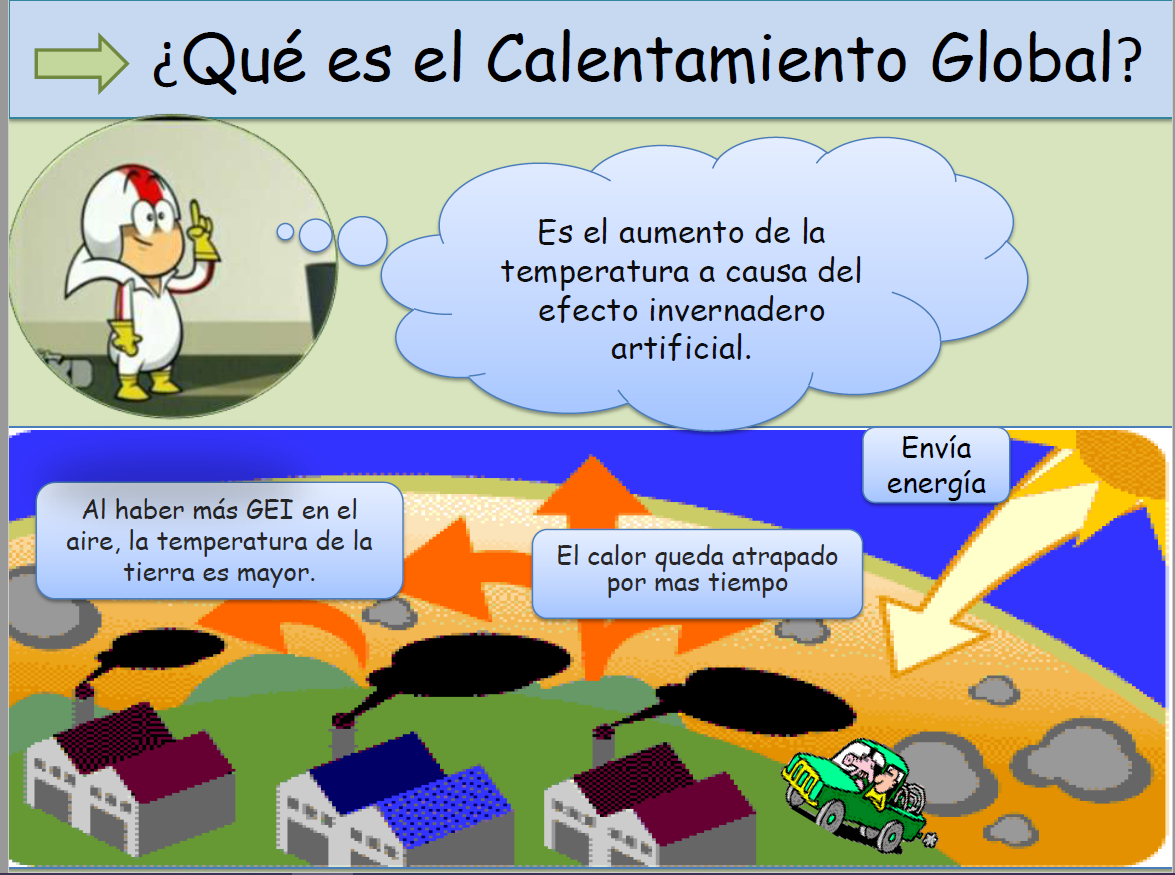 ¿Qué es el Calentamiento Global?
Es el aumento de la
temperatura a causa del
efecto invernadero
artificial.
Envía
energía
Al haber más GEI en el
aire, la temperatura de la
tierra es mayor.
El calor queda atrapado
por mas tiempo